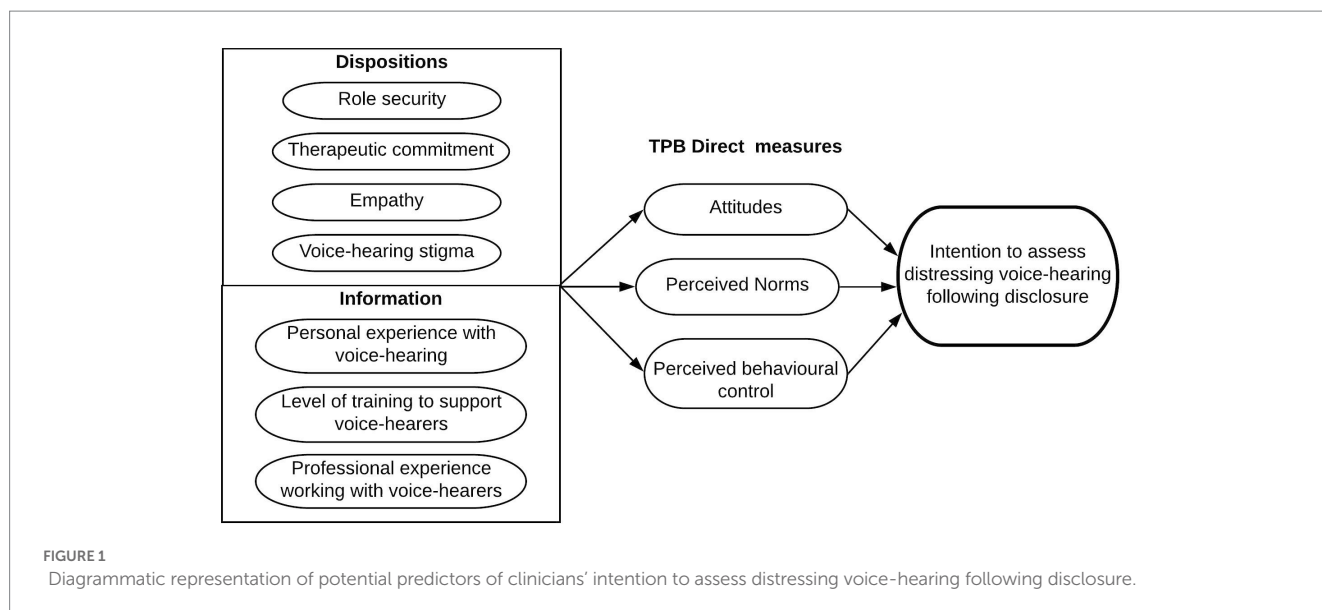 Dispositions
Role security
Therapeutic commitment
Empathy
Voice-hearing stigma
Information
Personal experience with
voice-hearing
Level of training to support
voice-hearers
Professional experience
working with voice-hearers
TPB Direct measures
Attitudes
Perceived Norms
Perceived behavioural
control
Intention to assess
distressing voice-hearing
following disclosure
FIGURE 1
Diagrammatic representation of potential predictors of clinicians’ intention to assess distressing voice-hearing following disclosure.